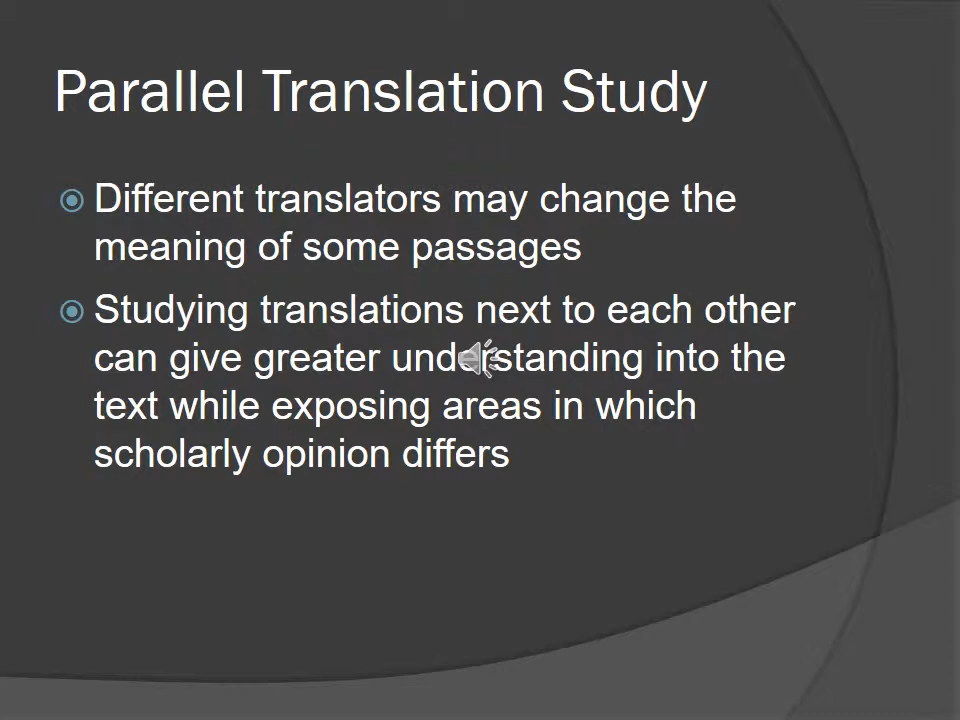 Parallel Translation Study
Different translators may change the
meaning of some passages
Studying translations next to each other
can give greater understanding into the
text while exposing areas in which
scholarly opinion differs